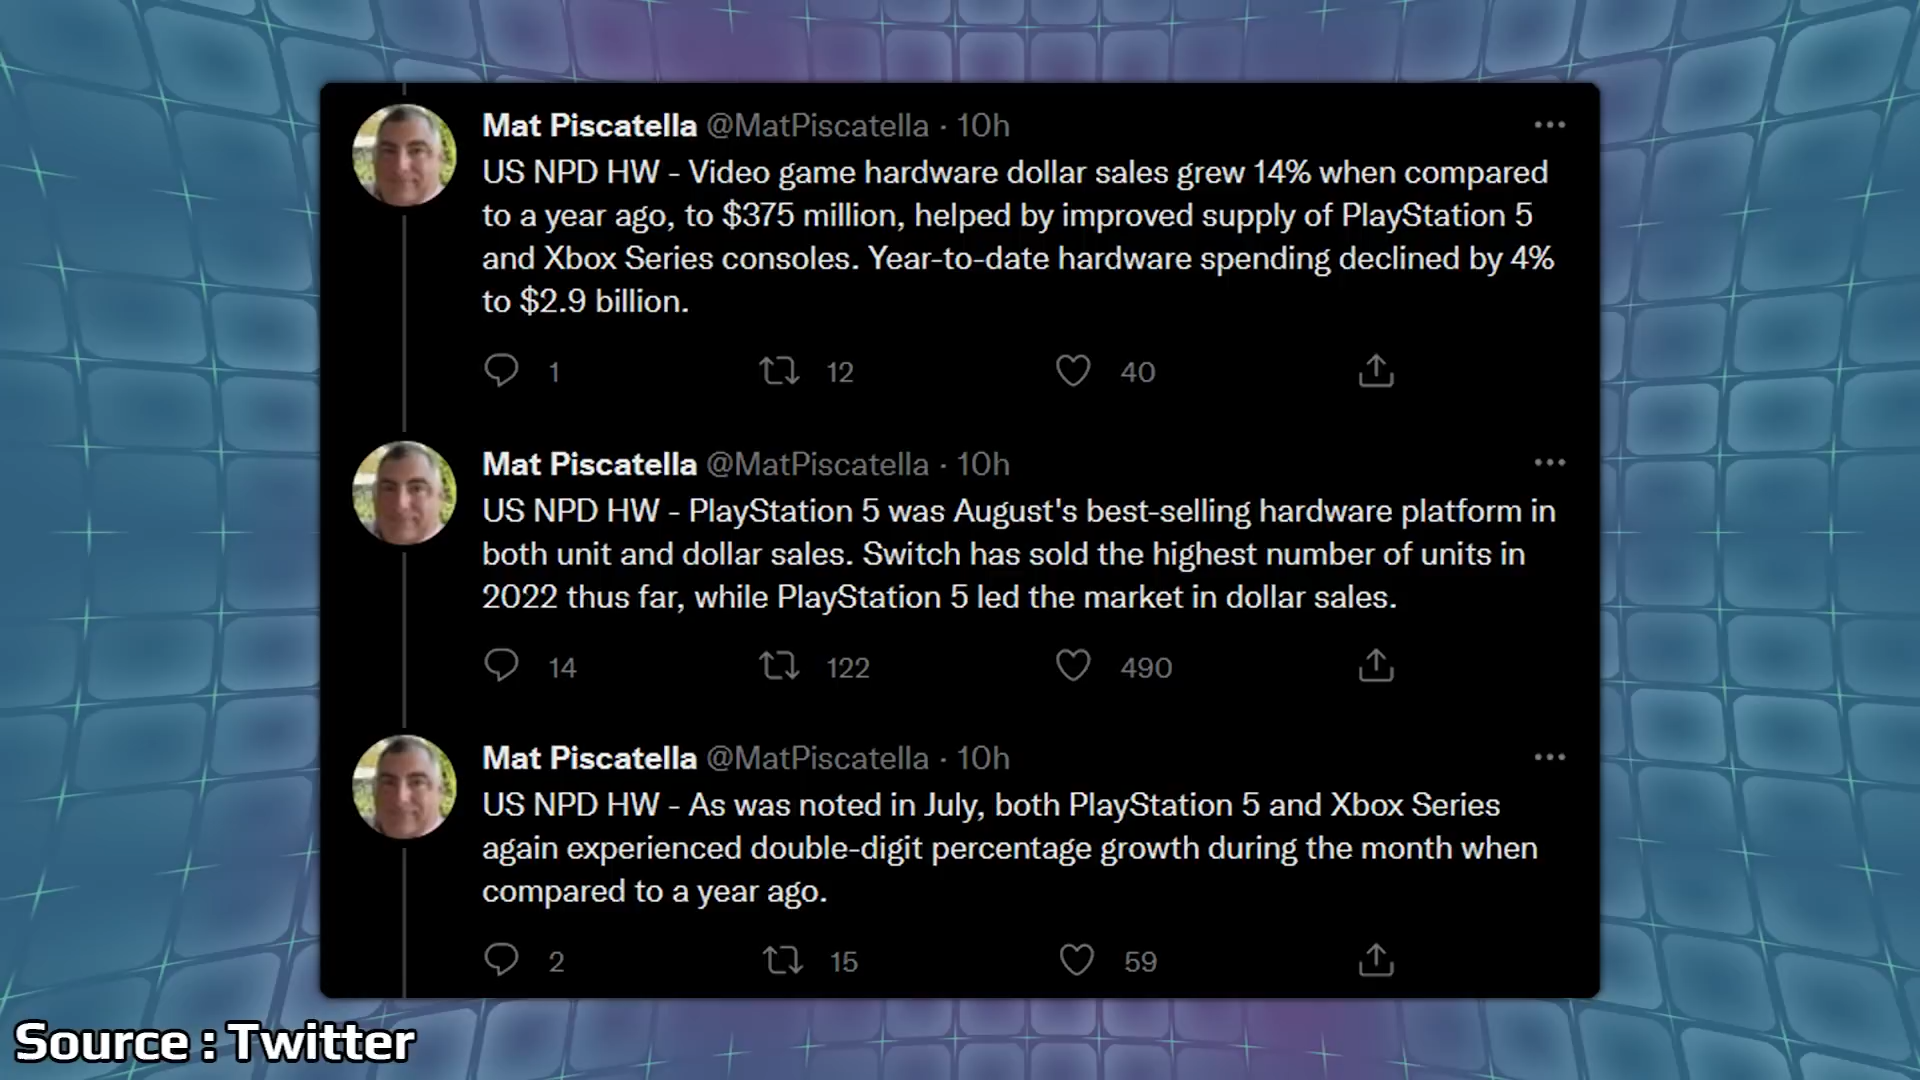 Mat Piscatella @MatPiscatella · 10h
US NPD HW - Video game hardware dollar sales grew 14% when compared
to a year ago, to $375 million, helped by improved supply of PlayStation 5
and Xbox Series consoles. Year-to-date hardware spending declined by 4%
to $2.9 billion.
1 12 40
Mat Piscatella @MatPiscatella · 10h
US NPD HW - PlayStation 5 was August's best-selling hardware platform in
both unit and dollar sales. Switch has sold the highest number of units in
2022 thus far, while PlayStation 5 led the market in dollar sales.
14 122 490
Mat Piscatella @MatPiscatella · 10h
US NPD HW - As was noted in July, both PlayStation 5 and Xbox Series
again experienced double-digit percentage growth during the month when
compared to a year ago.
2 15 59
Source : Twitter